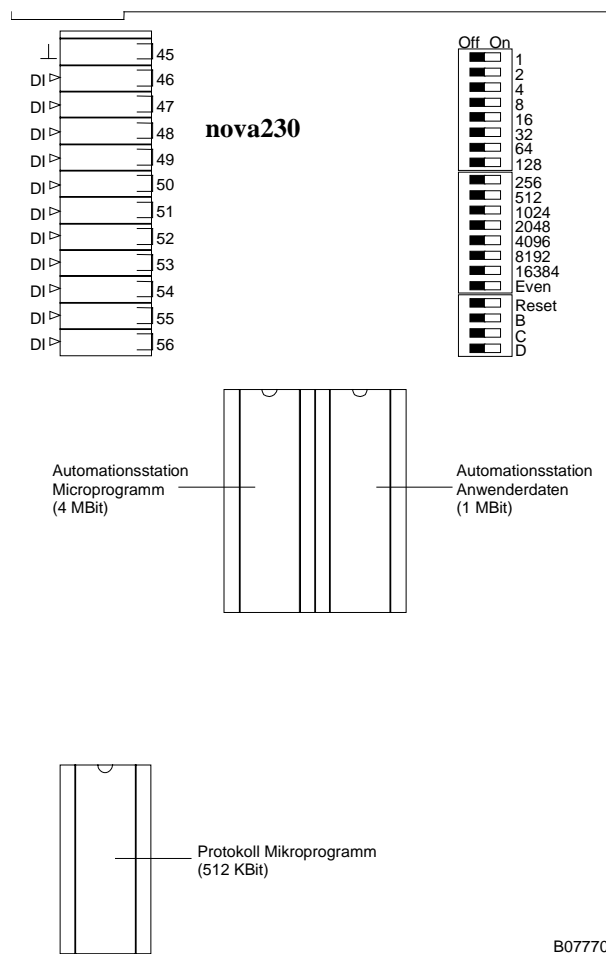 45
DI 46
DI 47
DI 48
DI 49
DI 50
DI 51
DI 52
DI 53
DI 54
DI 55
DI 56
nova230
Off On
1
2
4
8
16
32
64
128
256
512
1024
2048
4096
8192
16384
Even
Reset
B
C
D
Automationsstation
Microprogramm
(4 MBit)
Automationsstation
Anwenderdaten
(1 MBit)
Protokoll Mikroprogramm
(512 KBit)
B07770